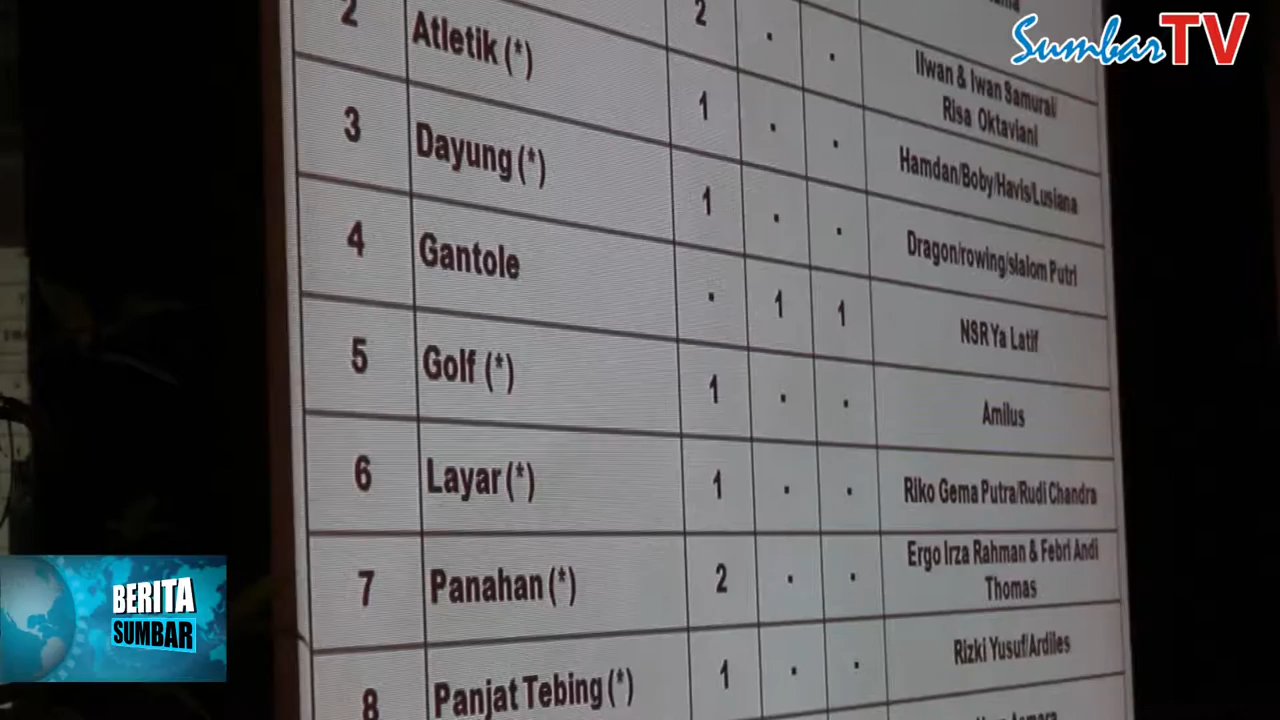 SumbarTV
2 Atletik (*) 2 . . Ilwan & Iwan Samurai/
Risa Oktaviani
3 Dayung (*) 1 . . Hamdan/Boby/Havis/Lusiana
4 Gantole 1 . . Dragon/rowing/slalom Putri
5 Golf (*) . 1 1 NSR Ya Latif
6 Layar (*) 1 . . Amilus
7 Panahan (*) 1 . . Riko Gema Putra/Rudi Chandra
8 Panjat Tebing (*) 2 . . Ergo Irza Rahman & Febri Andi
Thomas
1 . . Rizki Yusuf/Ardiles
BERITA
SUMBAR